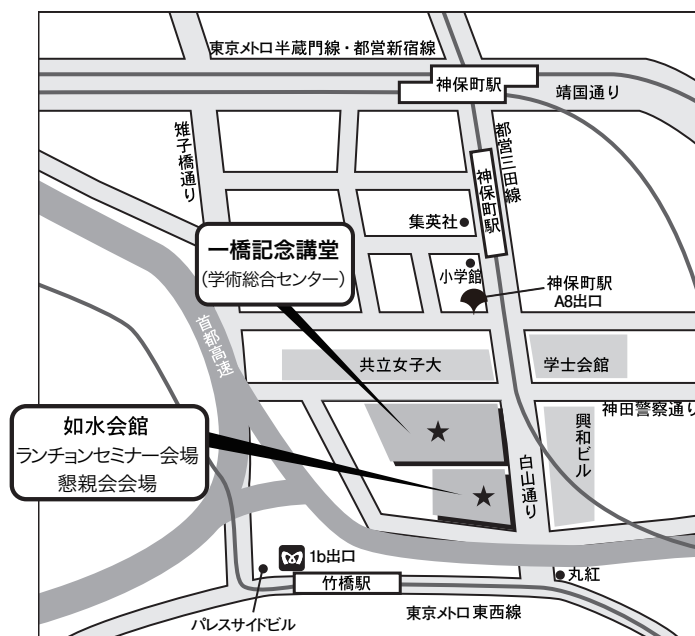 東京メトロ半蔵門線・都営新宿線
神保町駅
靖国通り
雉子橋通り
都営三田線
神保町駅
集英社
一橋記念講堂
(学術総合センター)
小学館
神保町駅
A8出口
首都高速
共立女子大
学士会館
神田警察通り
如水会館
ランチョンセミナー会場
懇親会会場
興和ビル
白山通り
1b出口
竹橋駅
丸紅
パレスサイドビル
東京メトロ東西線